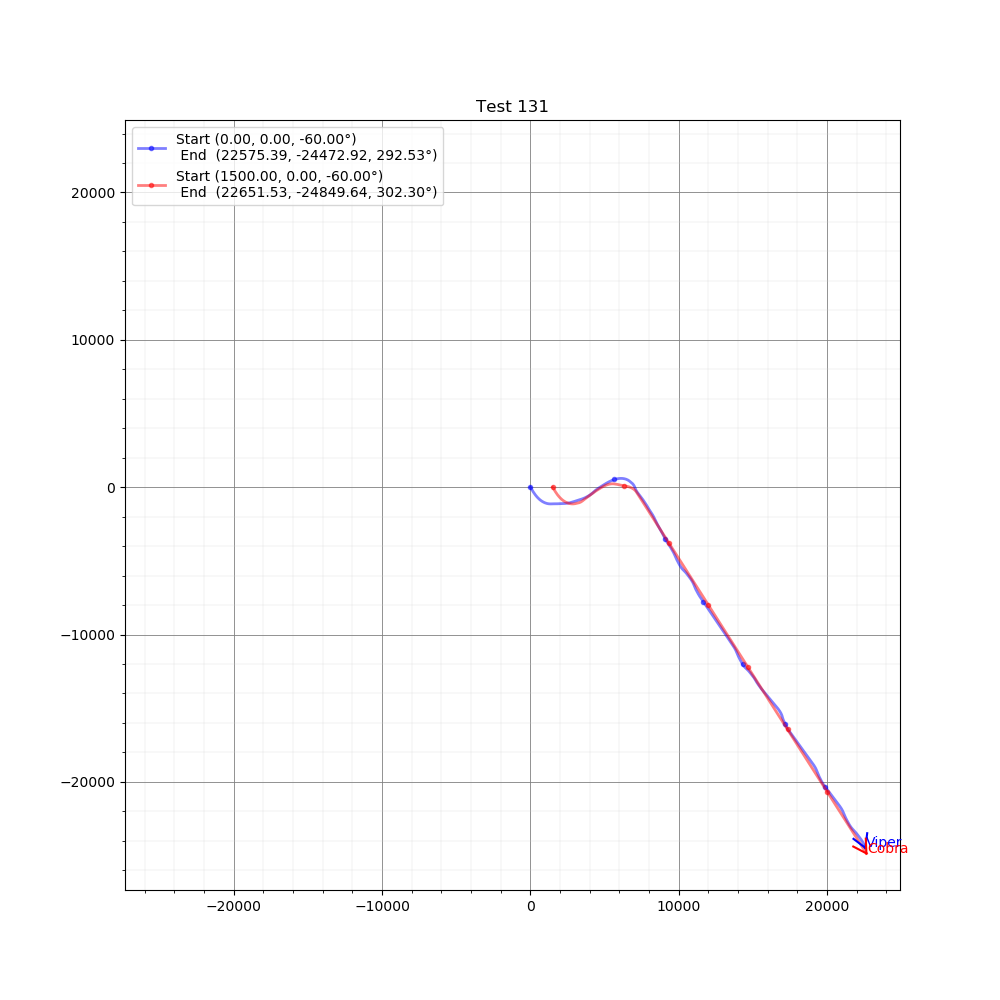 Test 131
Start (0.00, 0.00, -60.00°)
End  (22575.39, -24472.92, 292.53°)
Start (1500.00, 0.00, -60.00°)
End  (22651.53, -24849.64, 302.30°)
20000
10000
0
−10000
−20000
Viper
Cobra
−20000
−10000
0
10000
20000